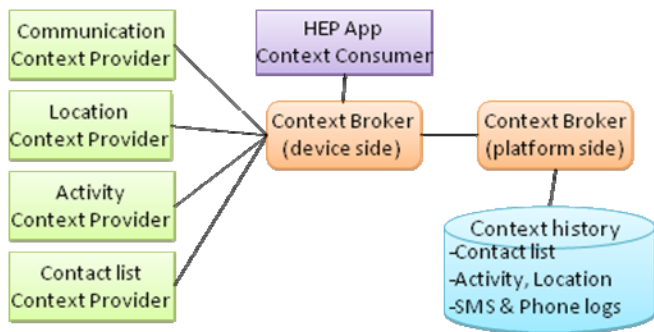 Communication
Context Provider
Location
Context Provider
Activity
Context Provider
Contact list
Context Provider
HEP App
Context Consumer
Context Broker
(device side)
Context Broker
(platform side)
Context history
-Contact list
-Activity, Location
-SMS & Phone logs